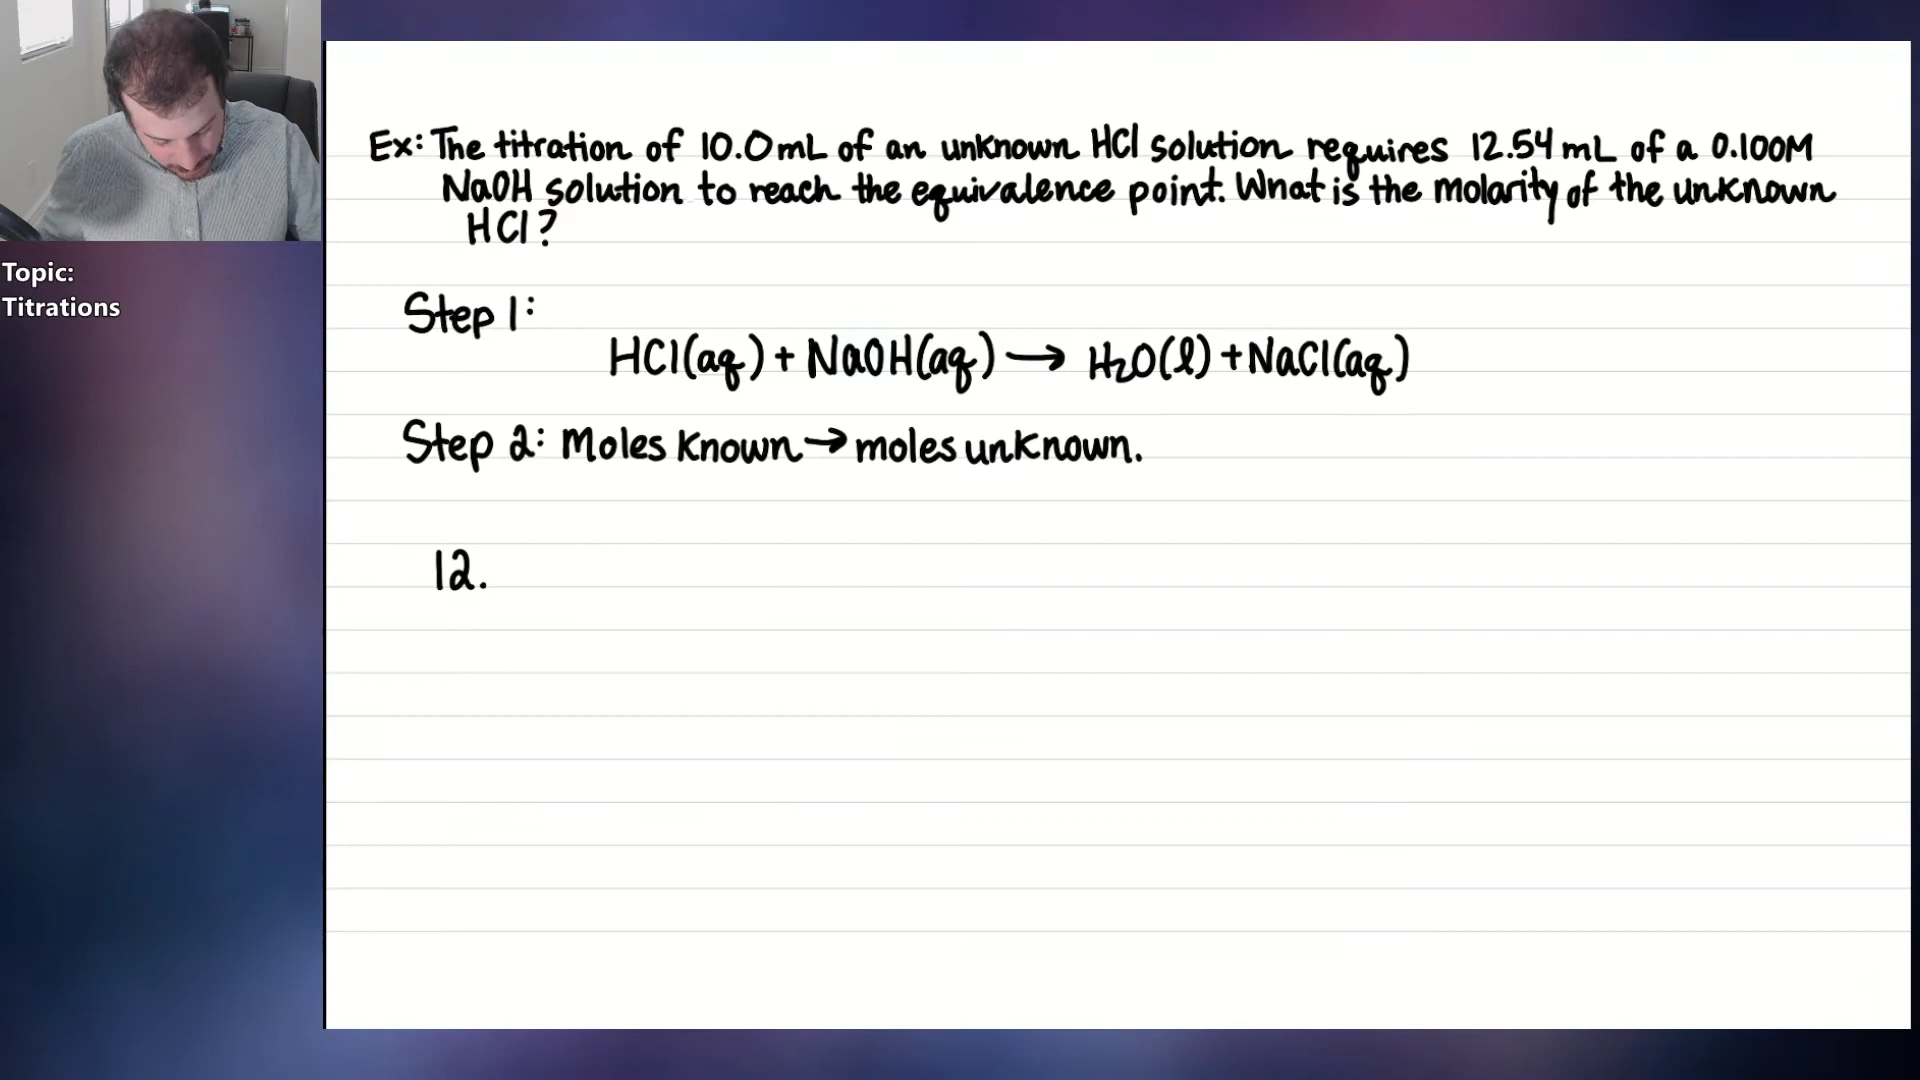 Topic:
Titrations
Ex: The titration of 10.0 mL of an unknown HCl solution requires 12.54 mL of a 0.100M
NaOH solution to reach the equivalence point. What is the molarity of the unknown
HCl?
Step 1:
HCl(aq) + NaOH(aq) → H₂O(l) + NaCl(aq)
Step 2: Moles Known → moles unknown.
12.